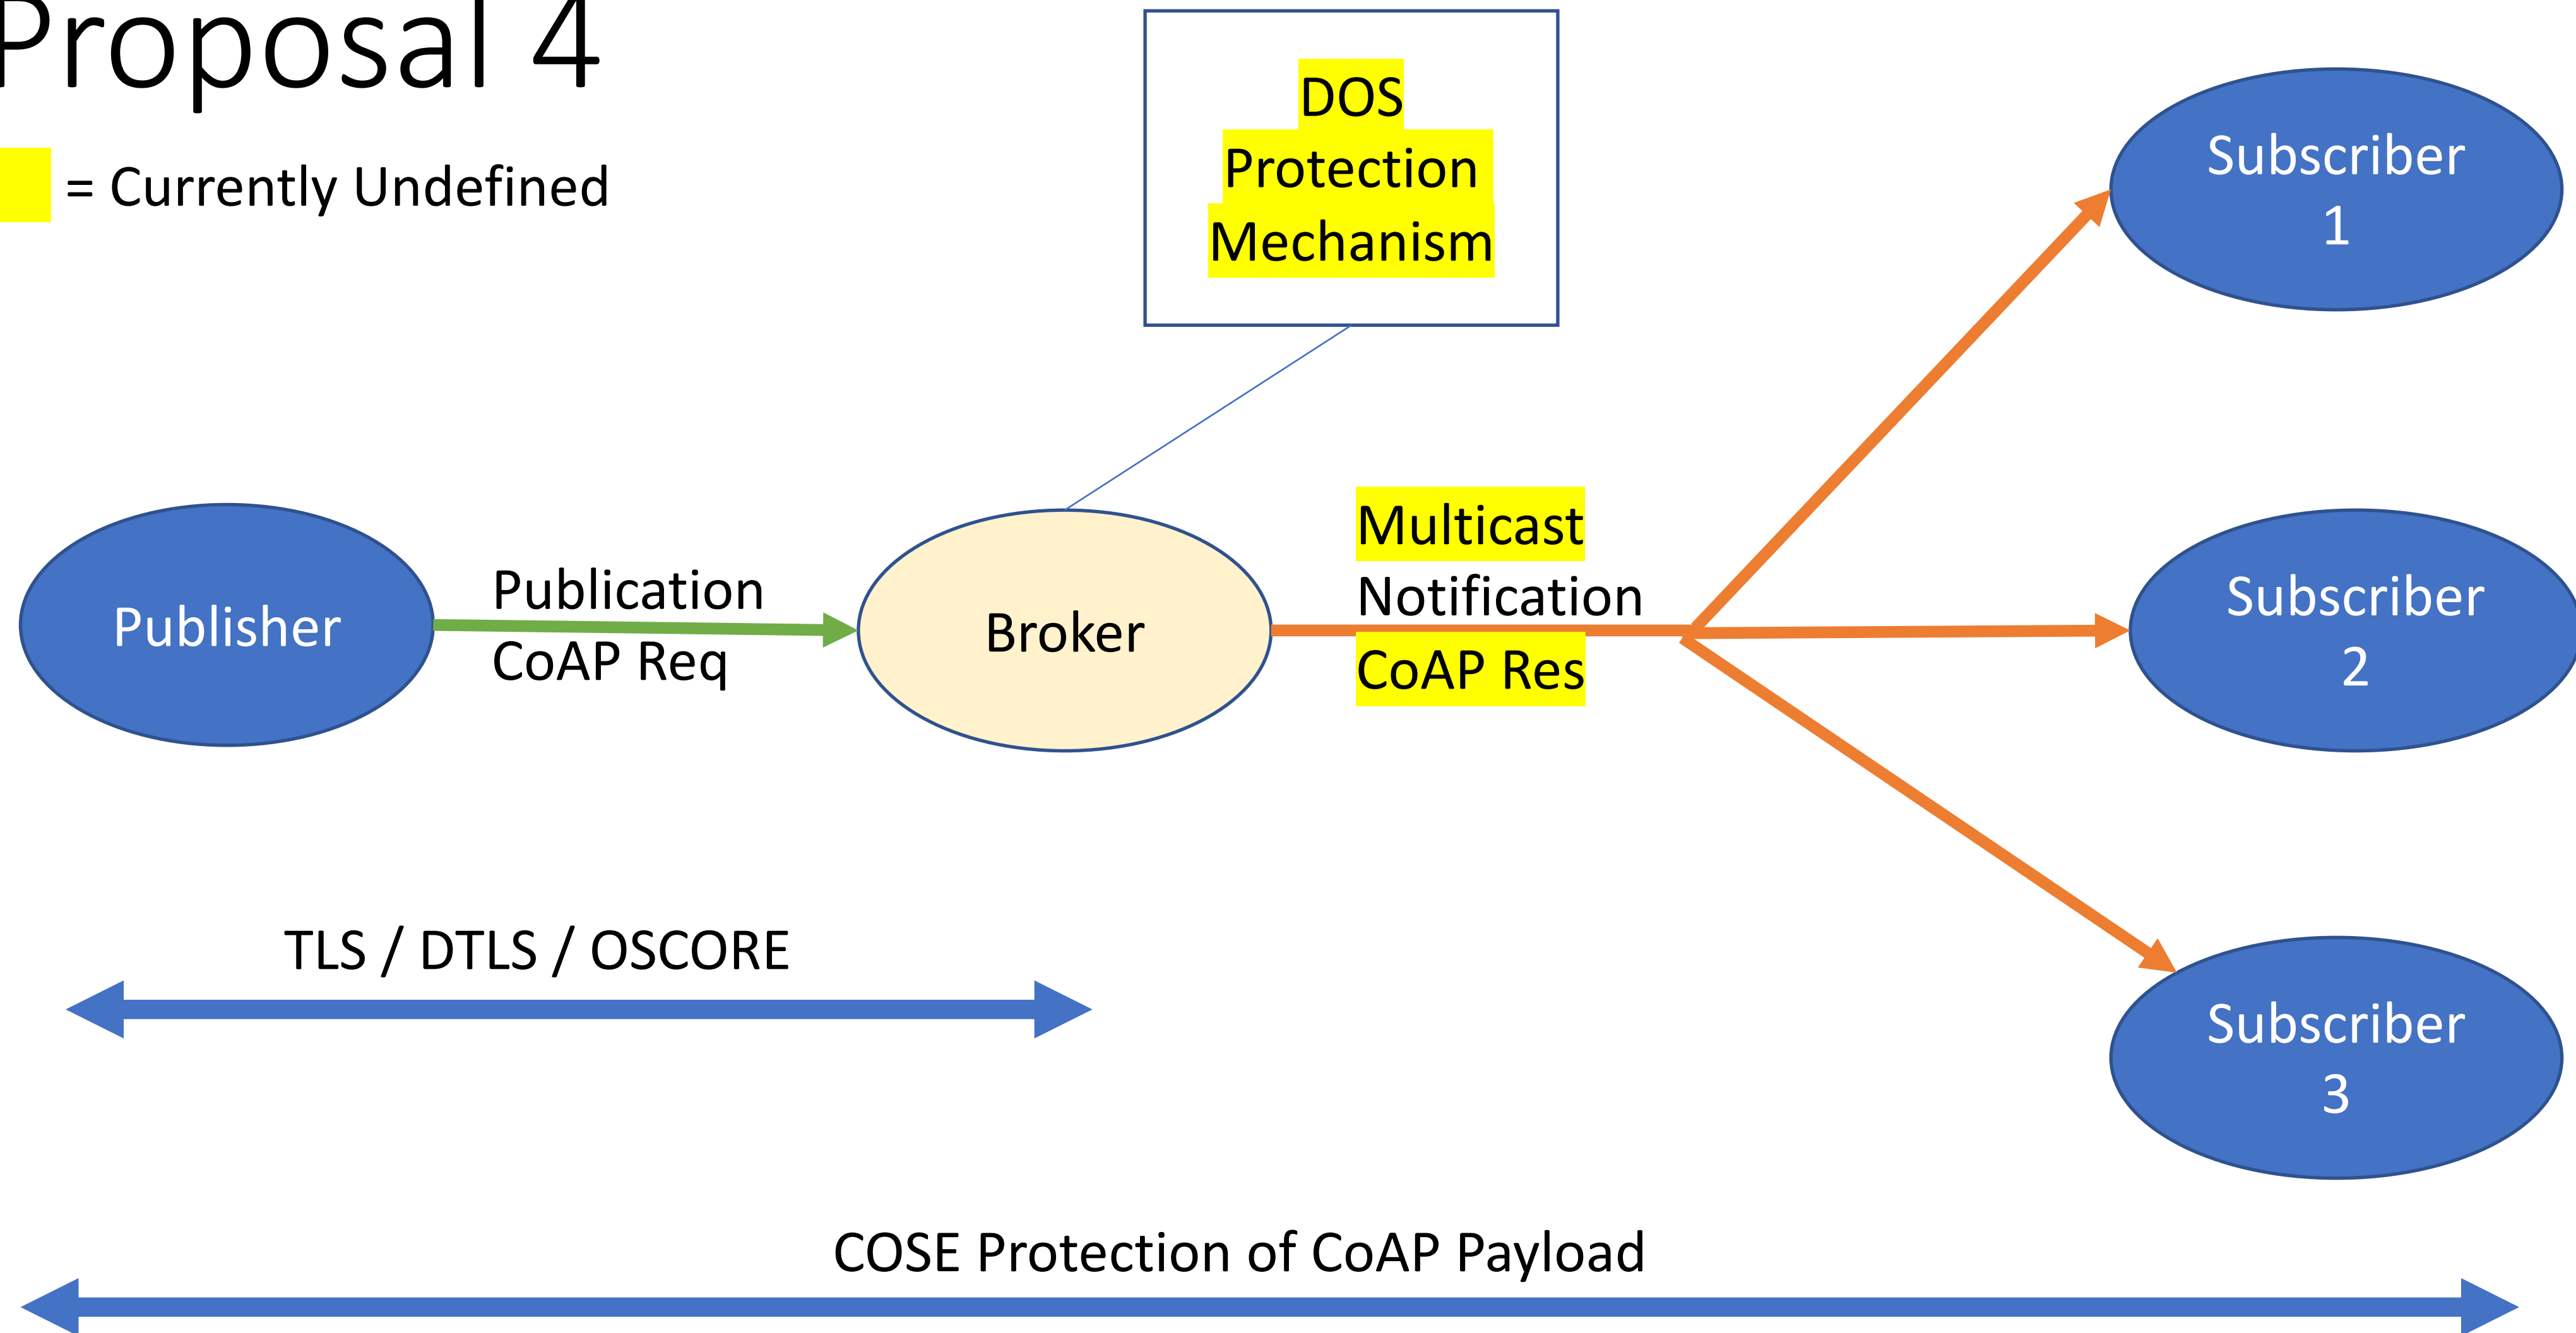 Proposal 4
= Currently Undefined
DOS
Protection
Mechanism
Subscriber
1
Publisher
Publication
CoAP Req
Broker
Multicast
Notification
CoAP Res
Subscriber
2
TLS / DTLS / OSCORE
Subscriber
3
COSE Protection of CoAP Payload